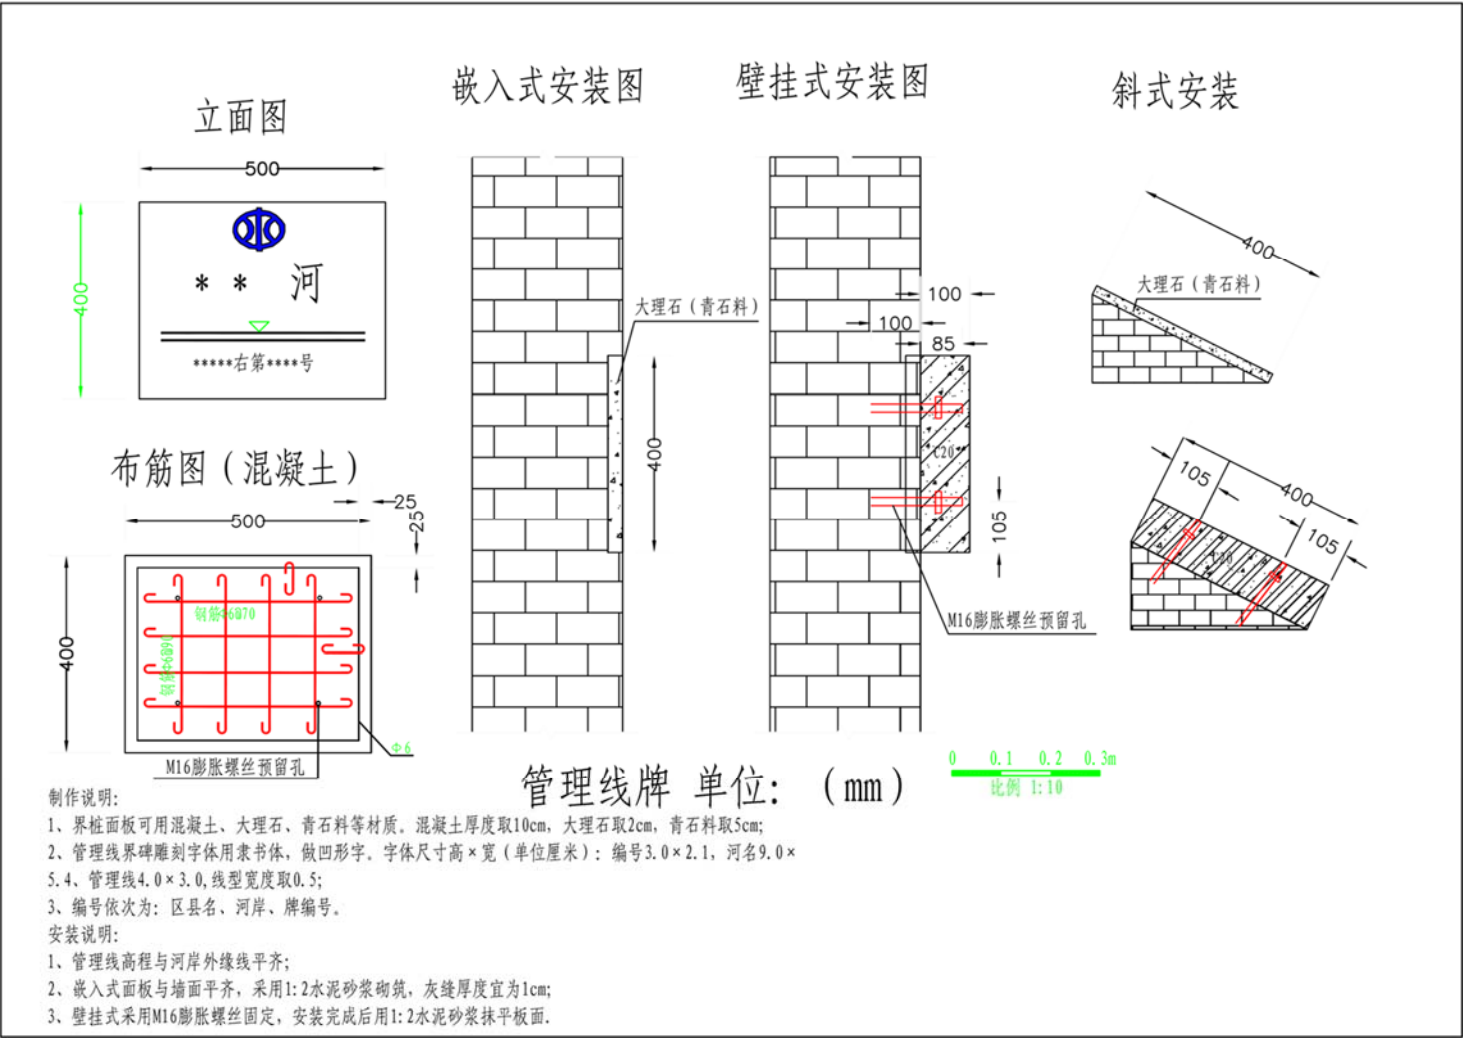 立面图
嵌入式安装图
壁挂式安装图
斜式安装
500
400
** 河
*****右第****号
大理石（青石料）
400
100
100
85
C20
105
M16膨胀螺丝预留孔
400
大理石（青石料）
105
400
105
C20
布筋图（混凝土）
25
25
500
400
钢筋Φ6@70
钢筋Φ6@90
Φ6
M16膨胀螺丝预留孔
管理线牌 单位：（mm）
0 0.1 0.2 0.3m
比例 1:10
制作说明：
1、界桩面板可用混凝土、大理石、青石料等材质。混凝土厚度取10cm，大理石取2cm，青石料取5cm；
2、管理线界碑雕刻字体用隶书体，做凹形字。字体尺寸高×宽（单位厘米）：编号3.0×2.1，河名9.0×
5.4、管理线4.0×3.0,线型宽度取0.5；
3、编号依次为：区县名、河岸、牌编号。
安装说明：
1、管理线高程与河岸外缘线平齐；
2、嵌入式面板与墙面平齐，采用1:2水泥砂浆砌筑，灰缝厚度宜为1cm；
3、壁挂式采用M16膨胀螺丝固定，安装完成后用1:2水泥砂浆抹平板面.